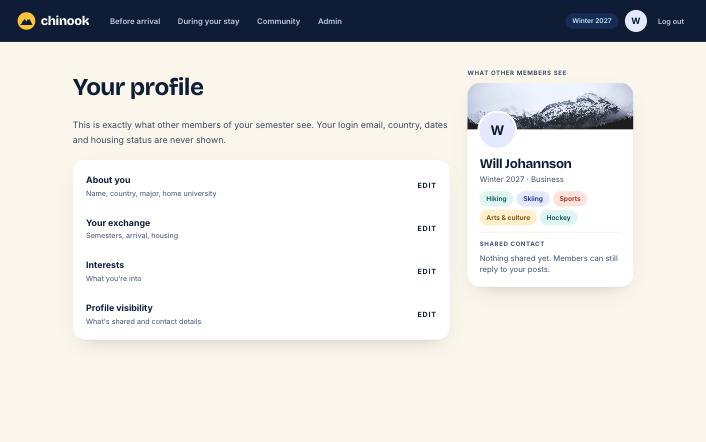 chinook
Before arrival
During your stay
Community
Admin
Winter 2027
W
Log out
Your profile
This is exactly what other members of your semester see. Your login email, country, dates
and housing status are never shown.
About you
Name, country, major, home university
EDIT
Your exchange
Semesters, arrival, housing
EDIT
Interests
What you're into
EDIT
Profile visibility
What's shared and contact details
EDIT
WHAT OTHER MEMBERS SEE
W
Will Johannson
Winter 2027 · Business
Hiking
Skiing
Sports
Arts & culture
Hockey
SHARED CONTACT
Nothing shared yet. Members can still
reply to your posts.